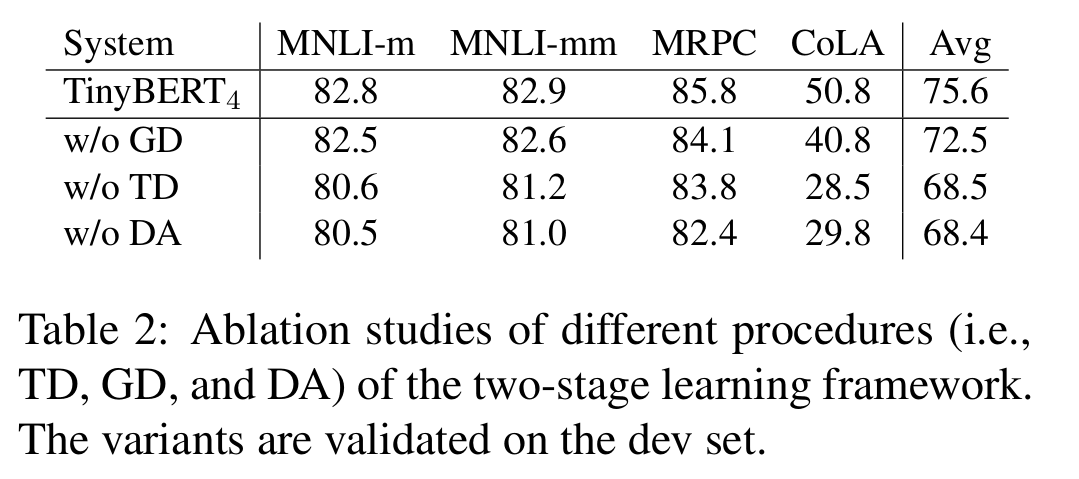 System MNLI-m MNLI-mm MRPC CoLA Avg
TinyBERT₄ 82.8 82.9 85.8 50.8 75.6
w/o GD 82.5 82.6 84.1 40.8 72.5
w/o TD 80.6 81.2 83.8 28.5 68.5
w/o DA 80.5 81.0 82.4 29.8 68.4
Table 2: Ablation studies of different procedures (i.e.,
TD, GD, and DA) of the two-stage learning framework.
The variants are validated on the dev set.